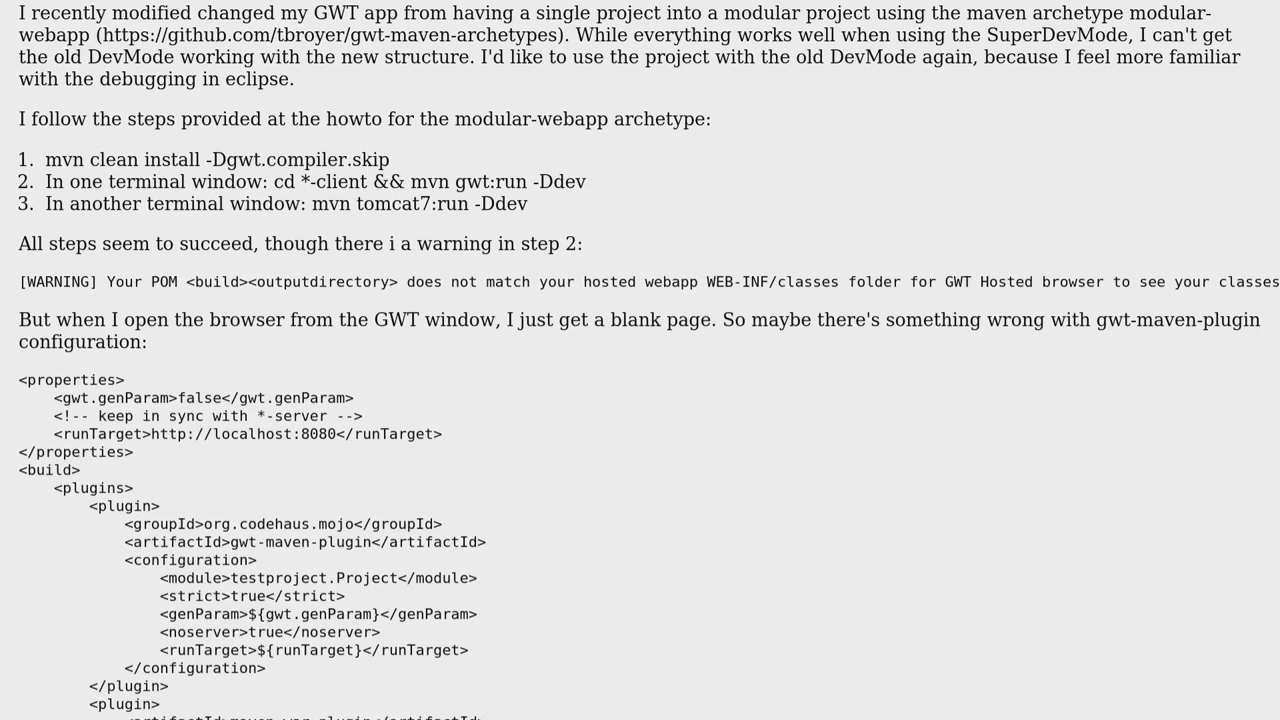 I recently modified changed my GWT app from having a single project into a modular project using the maven archetype modular-
webapp (https://github.com/tbroyer/gwt-maven-archetypes). While everything works well when using the SuperDevMode, I can't get
the old DevMode working with the new structure. I'd like to use the project with the old DevMode again, because I feel more familiar
with the debugging in eclipse.
I follow the steps provided at the howto for the modular-webapp archetype:
1. mvn clean install -Dgwt.compiler.skip
2. In one terminal window: cd *-client && mvn gwt:run -Ddev
3. In another terminal window: mvn tomcat7:run -Ddev
All steps seem to succeed, though there i a warning in step 2:
[WARNING] Your POM <build><outputdirectory> does not match your hosted webapp WEB-INF/classes folder for GWT Hosted browser to see your classes
But when I open the browser from the GWT window, I just get a blank page. So maybe there's something wrong with gwt-maven-plugin
configuration:
<properties>
    <gwt.genParam>false</gwt.genParam>
    <!-- keep in sync with *-server -->
    <runTarget>http://localhost:8080</runTarget>
</properties>
<build>
    <plugins>
        <plugin>
            <groupId>org.codehaus.mojo</groupId>
            <artifactId>gwt-maven-plugin</artifactId>
            <configuration>
                <module>testproject.Project</module>
                <strict>true</strict>
                <genParam>${gwt.genParam}</genParam>
                <noserver>true</noserver>
                <runTarget>${runTarget}</runTarget>
            </configuration>
        </plugin>
        <plugin>